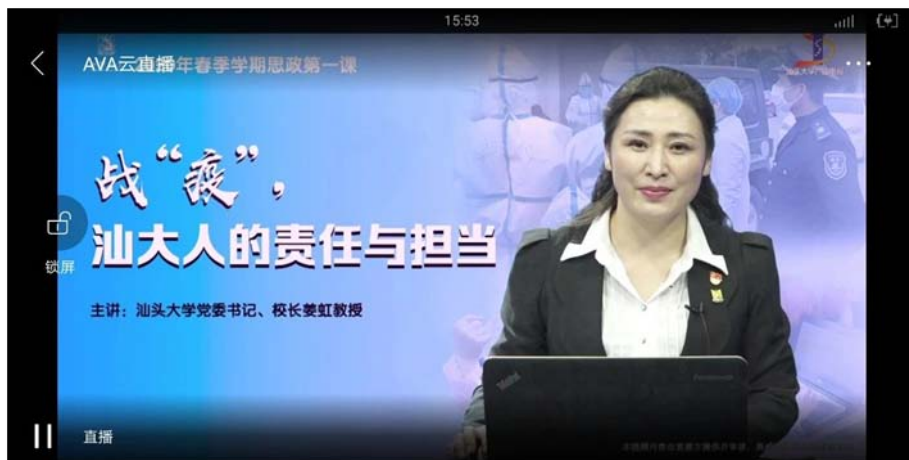 15:53
AVA云直播年春季学期思政第一课
···
战“疫”，
汕大人的责任与担当
锁屏
主讲：汕头大学党委书记、校长姜虹教授
ThinkPad
直播